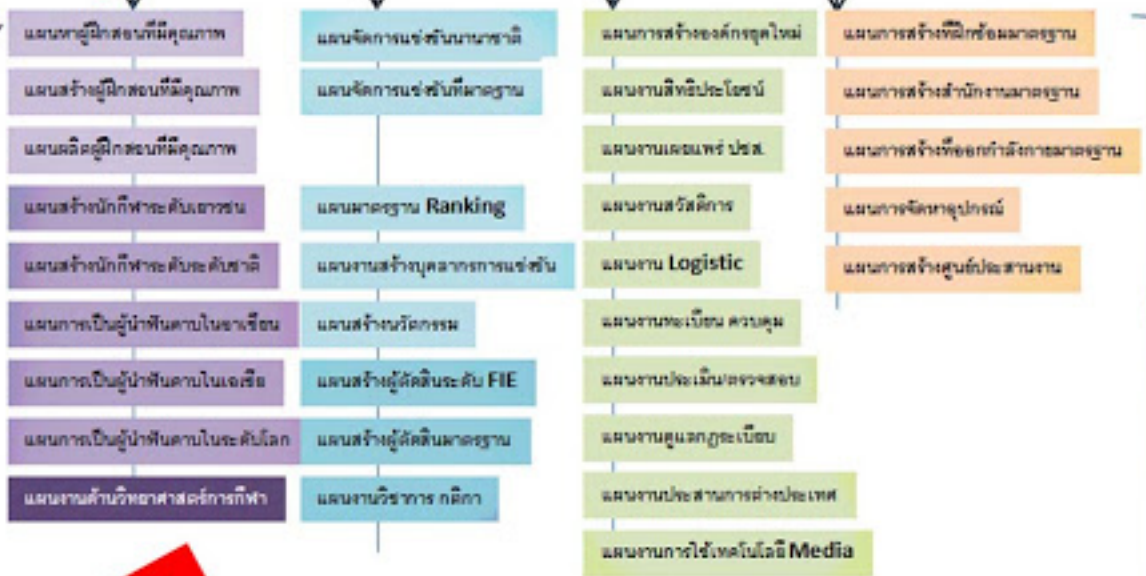 แผนหาผู้ฝึกสอนที่มีคุณภาพ
แผนสร้างผู้ฝึกสอนที่มีคุณภาพ
แผนผลิตผู้ฝึกสอนที่มีคุณภาพ
แผนสร้างนักกีฬาระดับเยาวชน
แผนสร้างนักกีฬาระดับระดับชาติ
แผนการเป็นผู้นำฟันดาบในอาเซียน
แผนการเป็นผู้นำฟันดาบในเอเชีย
แผนการเป็นผู้นำฟันดาบในระดับโลก
แผนงานด้านวิทยาศาสตร์การกีฬา
แผนจัดการแข่งขันนานาชาติ
แผนจัดการแข่งขันที่มาตฐาน
แผนมาตรฐาน Ranking
แผนงานสร้างบุคลากรการแข่งขัน
แผนสร้างนวัตกรรม
แผนสร้างผู้ตัดสินระดับ FIE
แผนสร้างผู้ตัดสินมาตรฐาน
แผนงานวิชาการ กติกา
แผนการสร้างองค์กรยุคใหม่
แผนงานสิทธิประโยชน์
แผนงานเผยแพร่ ปชส.
แผนงานสวัสดิการ
แผนงาน Logistic
แผนงานทะเบียน ควบคุม
แผนงานประเมิน/ตรวจสอบ
แผนงานดูแลกฎระเบียบ
แผนงานประสานการต่างประเทศ
แผนงานการใช้เทคโนโลยี Media
แผนการสร้างที่ฝึกซ้อมมาตรฐาน
แผนการสร้างสำนักงานมาตรฐาน
แผนการสร้างที่ออกกำลังกายมาตรฐาน
แผนการจัดหาอุปกรณ์
แผนการสร้างศูนย์ประสานงาน